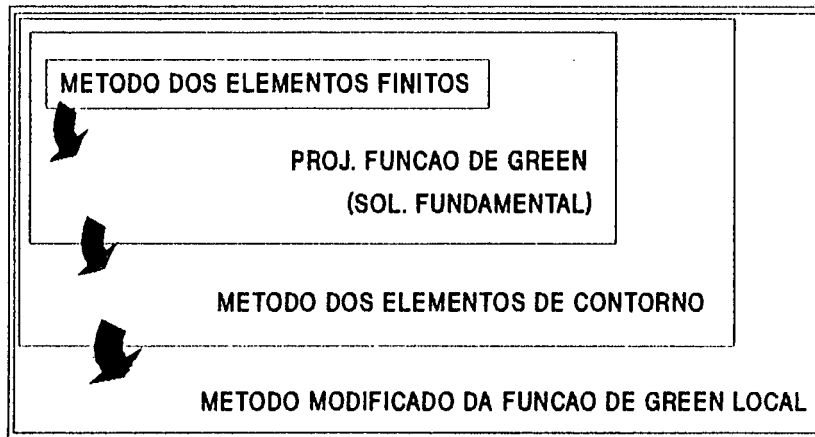 METODO DOS ELEMENTOS FINITOS
PROJ. FUNCAO DE GREEN
(SOL. FUNDAMENTAL)
METODO DOS ELEMENTOS DE CONTORNO
METODO MODIFICADO DA FUNCAO DE GREEN LOCAL